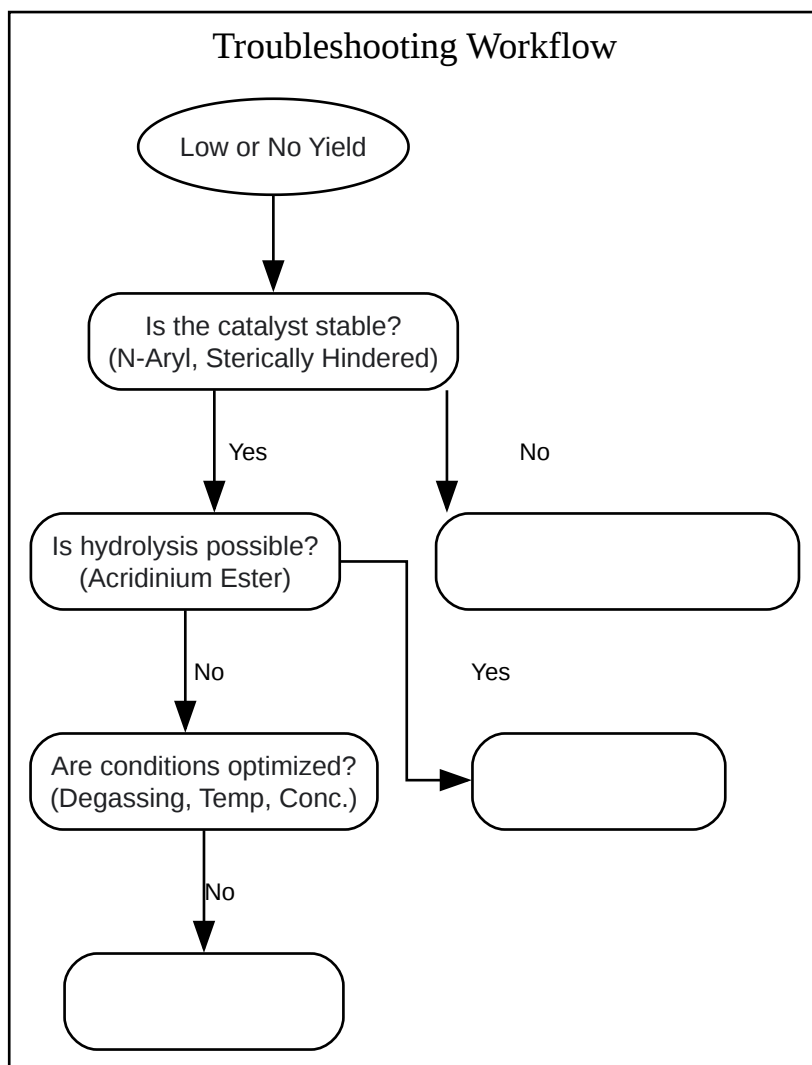 Troubleshooting Workflow
Low or No Yield
Is the catalyst stable?
(N-Aryl, Sterically Hindered)
Yes
No
Is hydrolysis possible?
(Acridinium Ester)
No
Yes
Are conditions optimized?
(Degassing, Temp, Conc.)
No